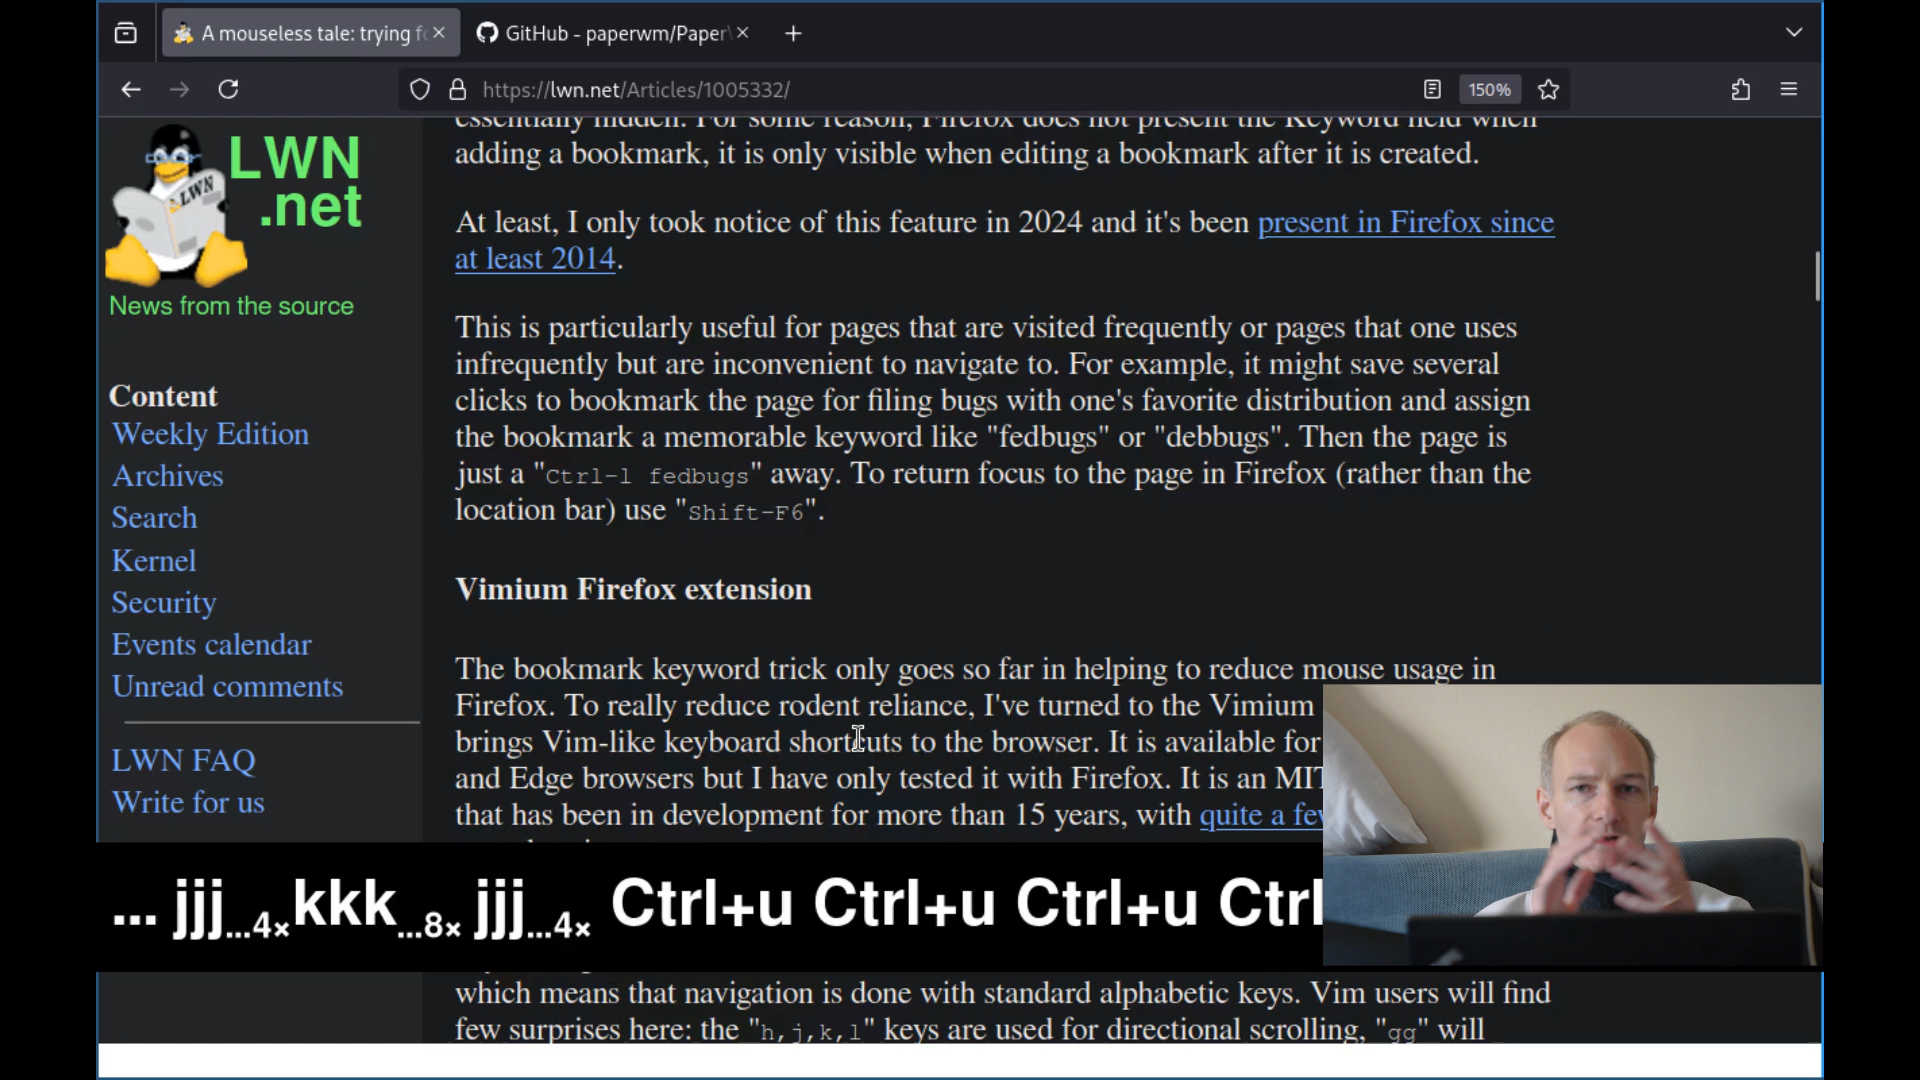 A mouseless tale: trying fo
GitHub - paperwm/Paper
https://lwn.net/Articles/1005332/
150%
LWN
.net
LWN
News from the source
Content
Weekly Edition
Archives
Search
Kernel
Security
Events calendar
Unread comments
LWN FAQ
Write for us
essentially hidden. For some reason, Firefox does not present the Keyword field when
adding a bookmark, it is only visible when editing a bookmark after it is created.
At least, I only took notice of this feature in 2024 and it's been present in Firefox since
at least 2014.
This is particularly useful for pages that are visited frequently or pages that one uses
infrequently but are inconvenient to navigate to. For example, it might save several
clicks to bookmark the page for filing bugs with one's favorite distribution and assign
the bookmark a memorable keyword like "fedbugs" or "debbugs". Then the page is
just a "Ctrl-l fedbugs" away. To return focus to the page in Firefox (rather than the
location bar) use "Shift-F6".
Vimium Firefox extension
The bookmark keyword trick only goes so far in helping to reduce mouse usage in
Firefox. To really reduce rodent reliance, I've turned to the Vimium
brings Vim-like keyboard shortcuts to the browser. It is available for
and Edge browsers but I have only tested it with Firefox. It is an MIT
that has been in development for more than 15 years, with quite a few
... jjj...4× kkk...8× jjj...4× Ctrl+u Ctrl+u Ctrl+u Ctrl
which means that navigation is done with standard alphabetic keys. Vim users will find
few surprises here: the "h,j,k,l" keys are used for directional scrolling, "gg" will